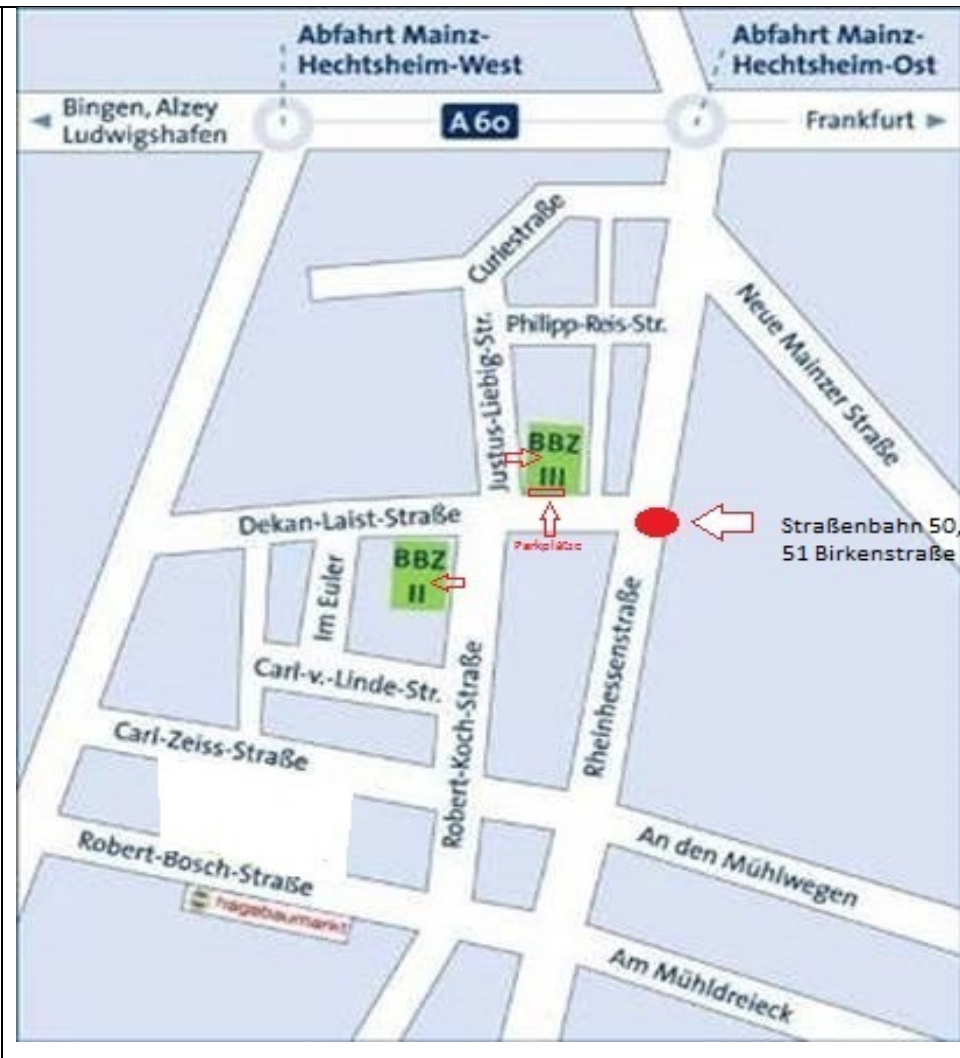 Abfahrt Mainz-
Hechtsheim-West
Abfahrt Mainz-
Hechtsheim-Ost
Bingen, Alzey
Ludwigshafen
A 60
Frankfurt
Curiestraße
Philipp-Reis-Str.
Neue Mainzer Straße
Justus-Liebig-Str.
BBZ
III
Dekan-Laist-Straße
Parkplätze
Straßenbahn 50,
51 Birkenstraße
BBZ
II
Im Euler
Carl-v.-Linde-Str.
Robert-Koch-Straße
Rheinhessenstraße
Carl-Zeiss-Straße
An den Mühlwegen
Robert-Bosch-Straße
hagebaumarkt
Am Mühldreieck